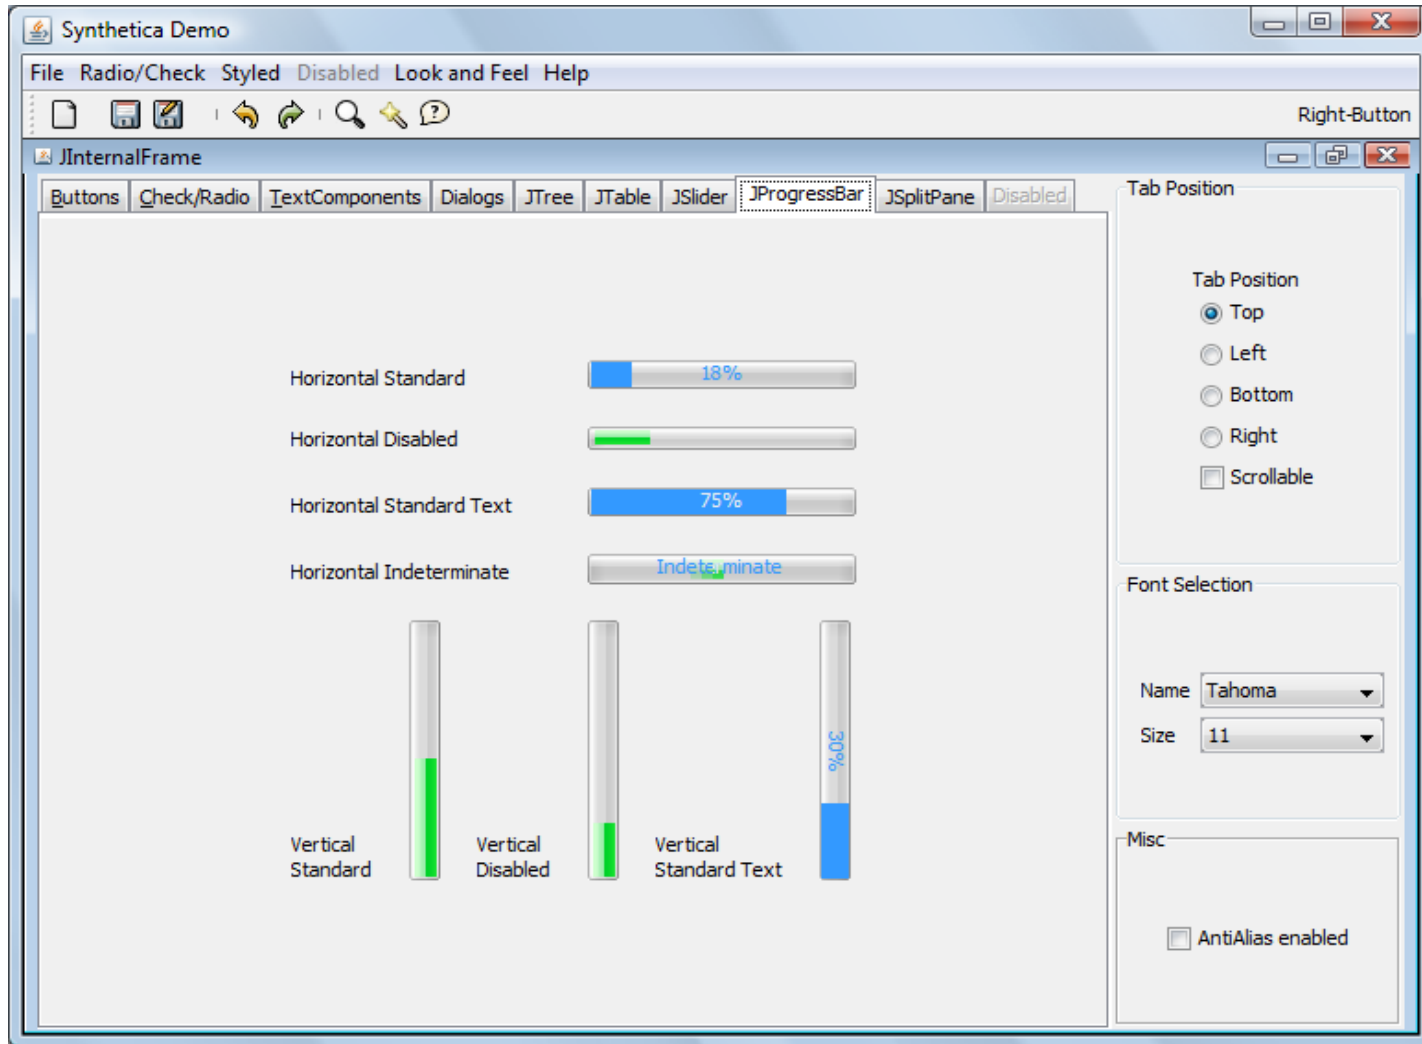 Synthetica Demo
File Radio/Check Styled Disabled Look and Feel Help
Right-Button
JInternalFrame
Buttons Check/Radio TextComponents Dialogs JTree JTable JSlider JProgressBar JSplitPane Disabled
Tab Position
Tab Position
Top
Left
Bottom
Right
Scrollable
Horizontal Standard 18%
Horizontal Disabled
Horizontal Standard Text 75%
Horizontal Indeterminate Indeterminate
Vertical
Standard
Vertical
Disabled
Vertical
Standard Text
30%
Font Selection
Name Tahoma
Size 11
Misc
AntiAlias enabled